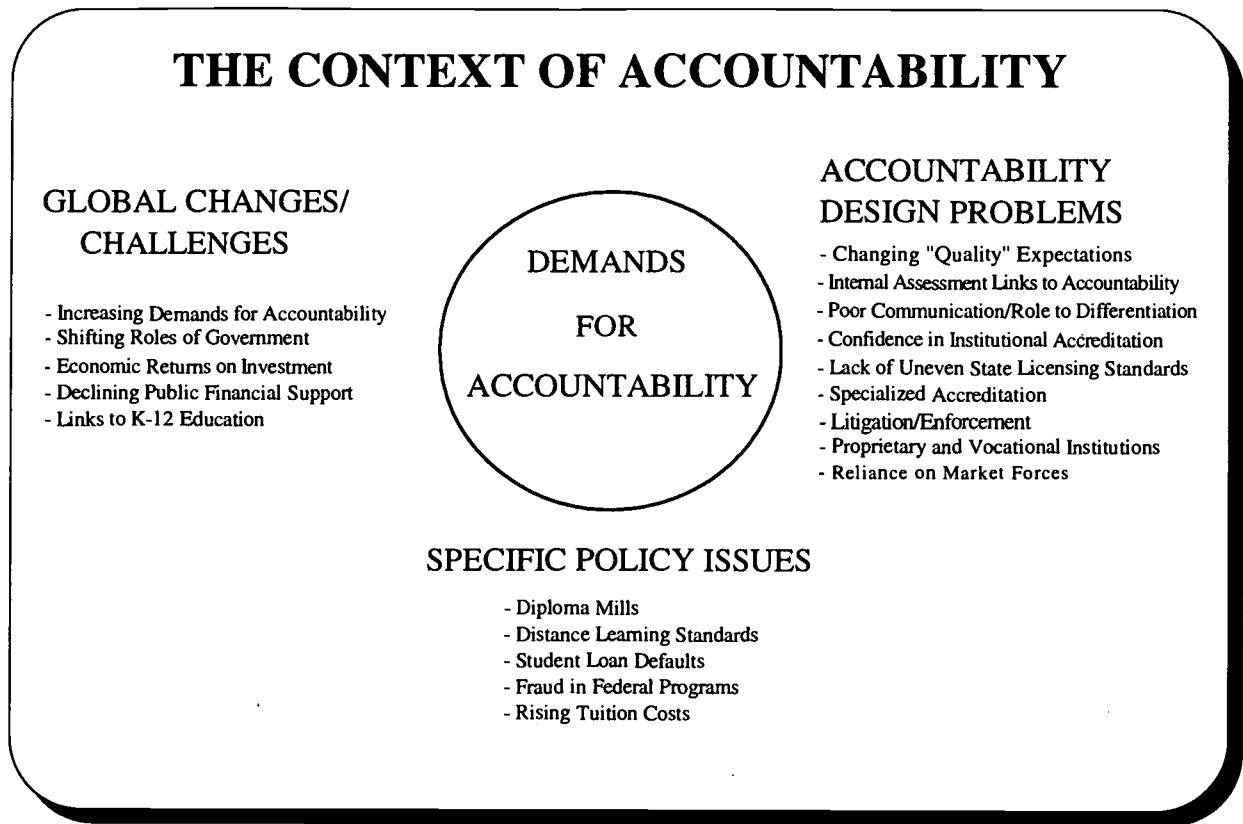 THE CONTEXT OF ACCOUNTABILITY
GLOBAL CHANGES/
CHALLENGES
- Increasing Demands for Accountability
- Shifting Roles of Government
- Economic Returns on Investment
- Declining Public Financial Support
- Links to K-12 Education
DEMANDS
FOR
ACCOUNTABILITY
ACCOUNTABILITY
DESIGN PROBLEMS
- Changing "Quality" Expectations
- Internal Assessment Links to Accountability
- Poor Communication/Role to Differentiation
- Confidence in Institutional Accreditation
- Lack of Uneven State Licensing Standards
- Specialized Accreditation
- Litigation/Enforcement
- Proprietary and Vocational Institutions
- Reliance on Market Forces
SPECIFIC POLICY ISSUES
- Diploma Mills
- Distance Learning Standards
- Student Loan Defaults
- Fraud in Federal Programs
- Rising Tuition Costs